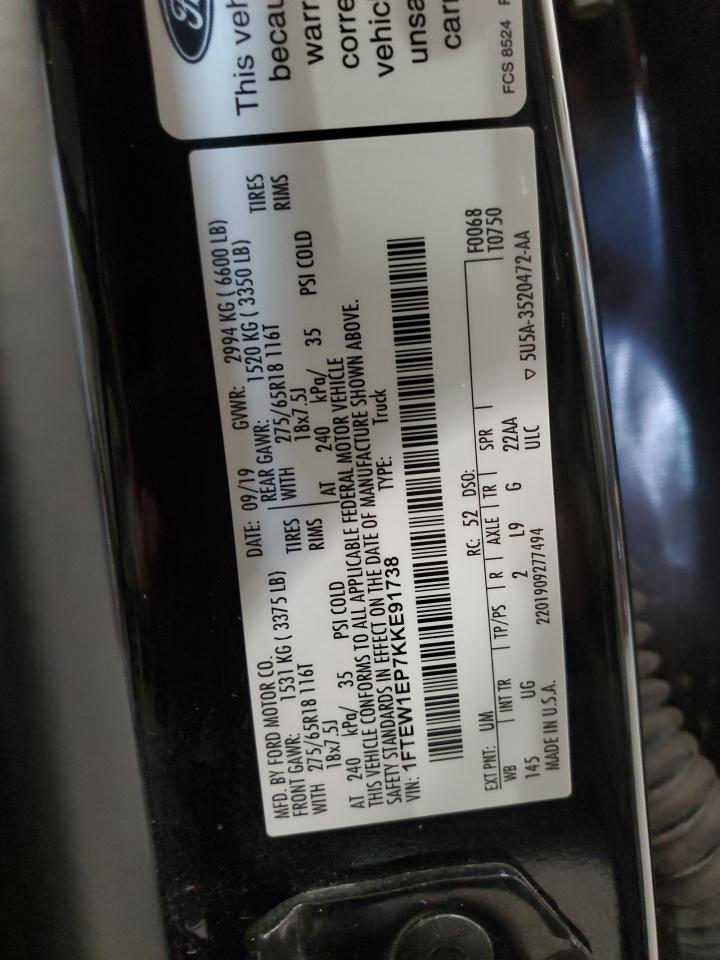 MFD. BY FORD MOTOR CO.
DATE: 09/19 GVWR: 2994 KG ( 6600 LB)
FRONT GAWR: 1531 KG ( 3375 LB)
REAR GAWR: 1520 KG ( 3350 LB)
WITH 275/65R18 116T TIRES
WITH 275/65R18 116T TIRES
18x7.5J RIMS
18x7.5J RIMS
AT 240 kPa/ 35 PSI COLD
AT 240 kPa/ 35 PSI COLD
THIS VEHICLE CONFORMS TO ALL APPLICABLE FEDERAL MOTOR VEHICLE
SAFETY STANDARDS IN EFFECT ON THE DATE OF MANUFACTURE SHOWN ABOVE.
VIN: 1FTEW1EP7KKE91738 TYPE: Truck
EXT PNT: UM RC: 52 DSO: F0068
WB INT TR TP/PS R AXLE TR SPR T0750
145 UG 2 L9 G 22AA
ULC
MADE IN U.S.A. 2201909277494 ▽ 5U5A-3520472-AA
This veh
becau
warr
corre
vehic
unsa
carr
FCS 8524